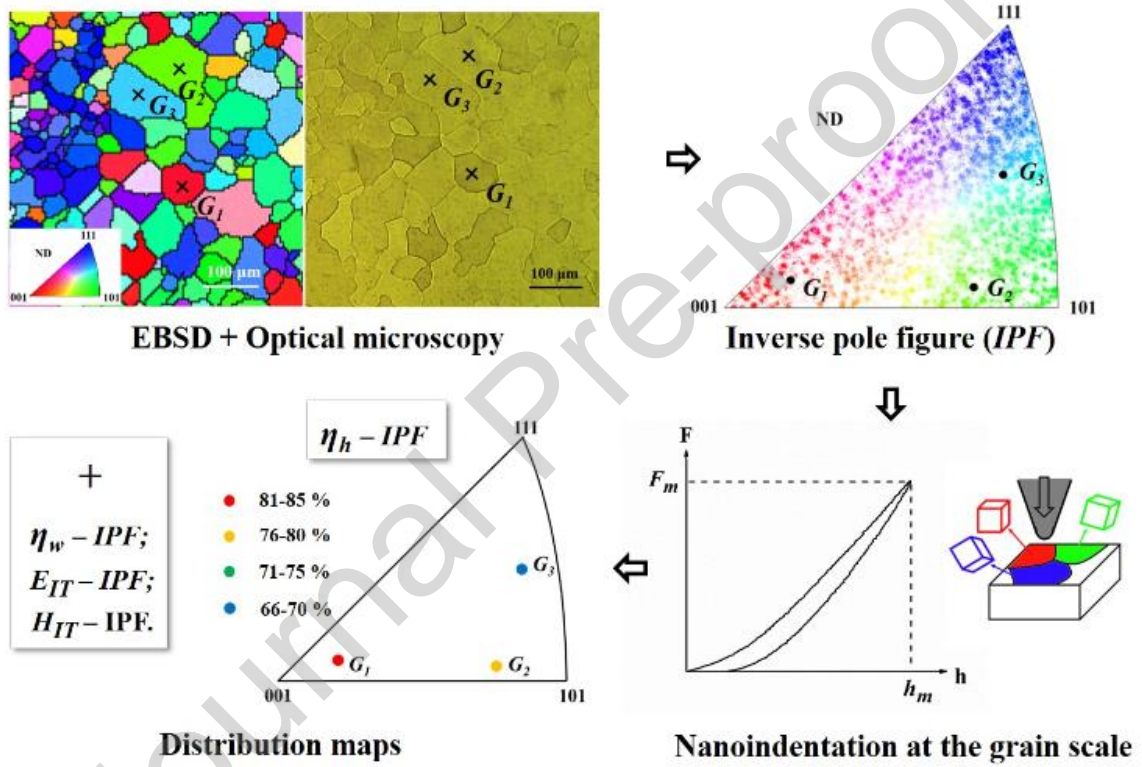 G₂
G₃
G₁
ND
111
001
101
100 μm
G₂
G₃
G₁
100 μm
EBSD + Optical microscopy
111
ND
G₃
G₁
G₂
001
101
Inverse pole figure (IPF)
+
ηw – IPF;
EIT – IPF;
HIT – IPF.
ηh – IPF
81-85 %
76-80 %
71-75 %
66-70 %
111
G₃
G₁
G₂
001
101
Distribution maps
F
Fm
hm
h
Nanoindentation at the grain scale
Journal Pre-proof